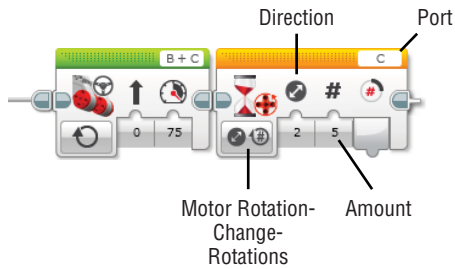 Direction
Port
B + C
C
#
#
#
0
75
2
5
Motor Rotation-
Change-
Rotations
Amount